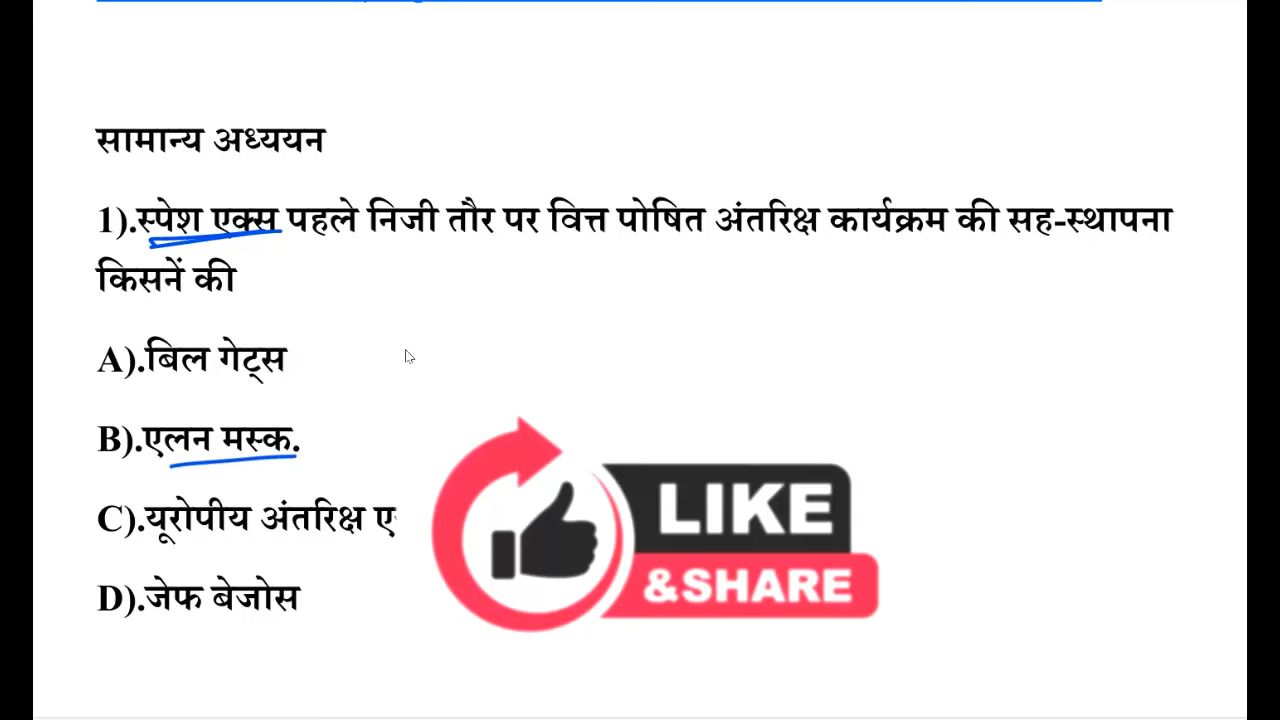 सामान्य अध्ययन
1).स्पेश एक्स पहले निजी तौर पर वित्त पोषित अंतरिक्ष कार्यक्रम की सह-स्थापना
किसनें की
A).बिल गेट्स
B).एलन मस्क.
C).यूरोपीय अंतरिक्ष
D).जेफ बेजोस
LIKE
&SHARE